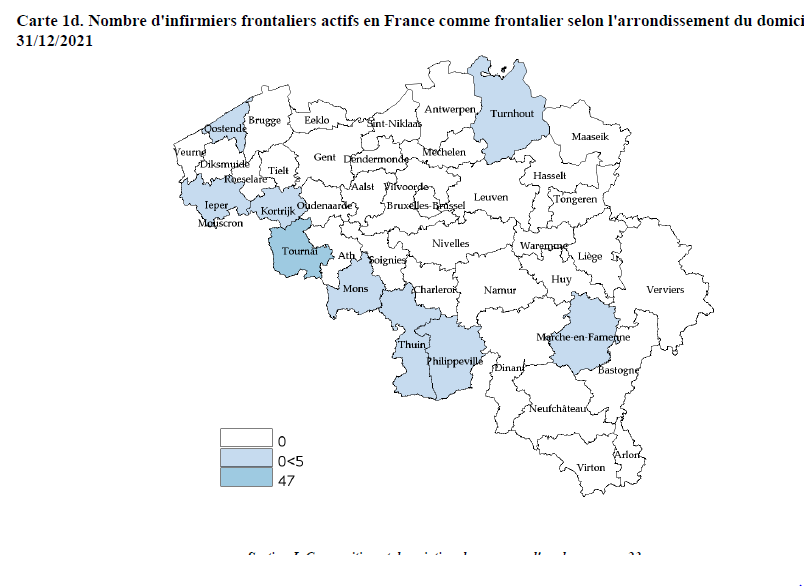 Carte 1d. Nombre d'infirmiers frontaliers actifs en France comme frontalier selon l'arrondissement du domici
31/12/2021
Antwerpen
Turnhout
Brugge
Eeklo
Sint-Niklaas
Oostende
Maaseik
Veurne
Gent
Dendermonde
Mechelen
Diksmuide
Tielt
Roeselare
Hasselt
Aalst
Vilvoorde
Leuven
Tongeren
Ieper
Kortrijk
Oudenaarde
Bruxelles-Brussel
Mouscron
Nivelles
Waremme
Tournai
Ath
Soignies
Liège
Huy
Mons
Charleroi
Namur
Verviers
Thuin
Marche-en-Famenne
Philippeville
Dinant
Bastogne
Neufchâteau
Arlon
Virton
0
0<5
47